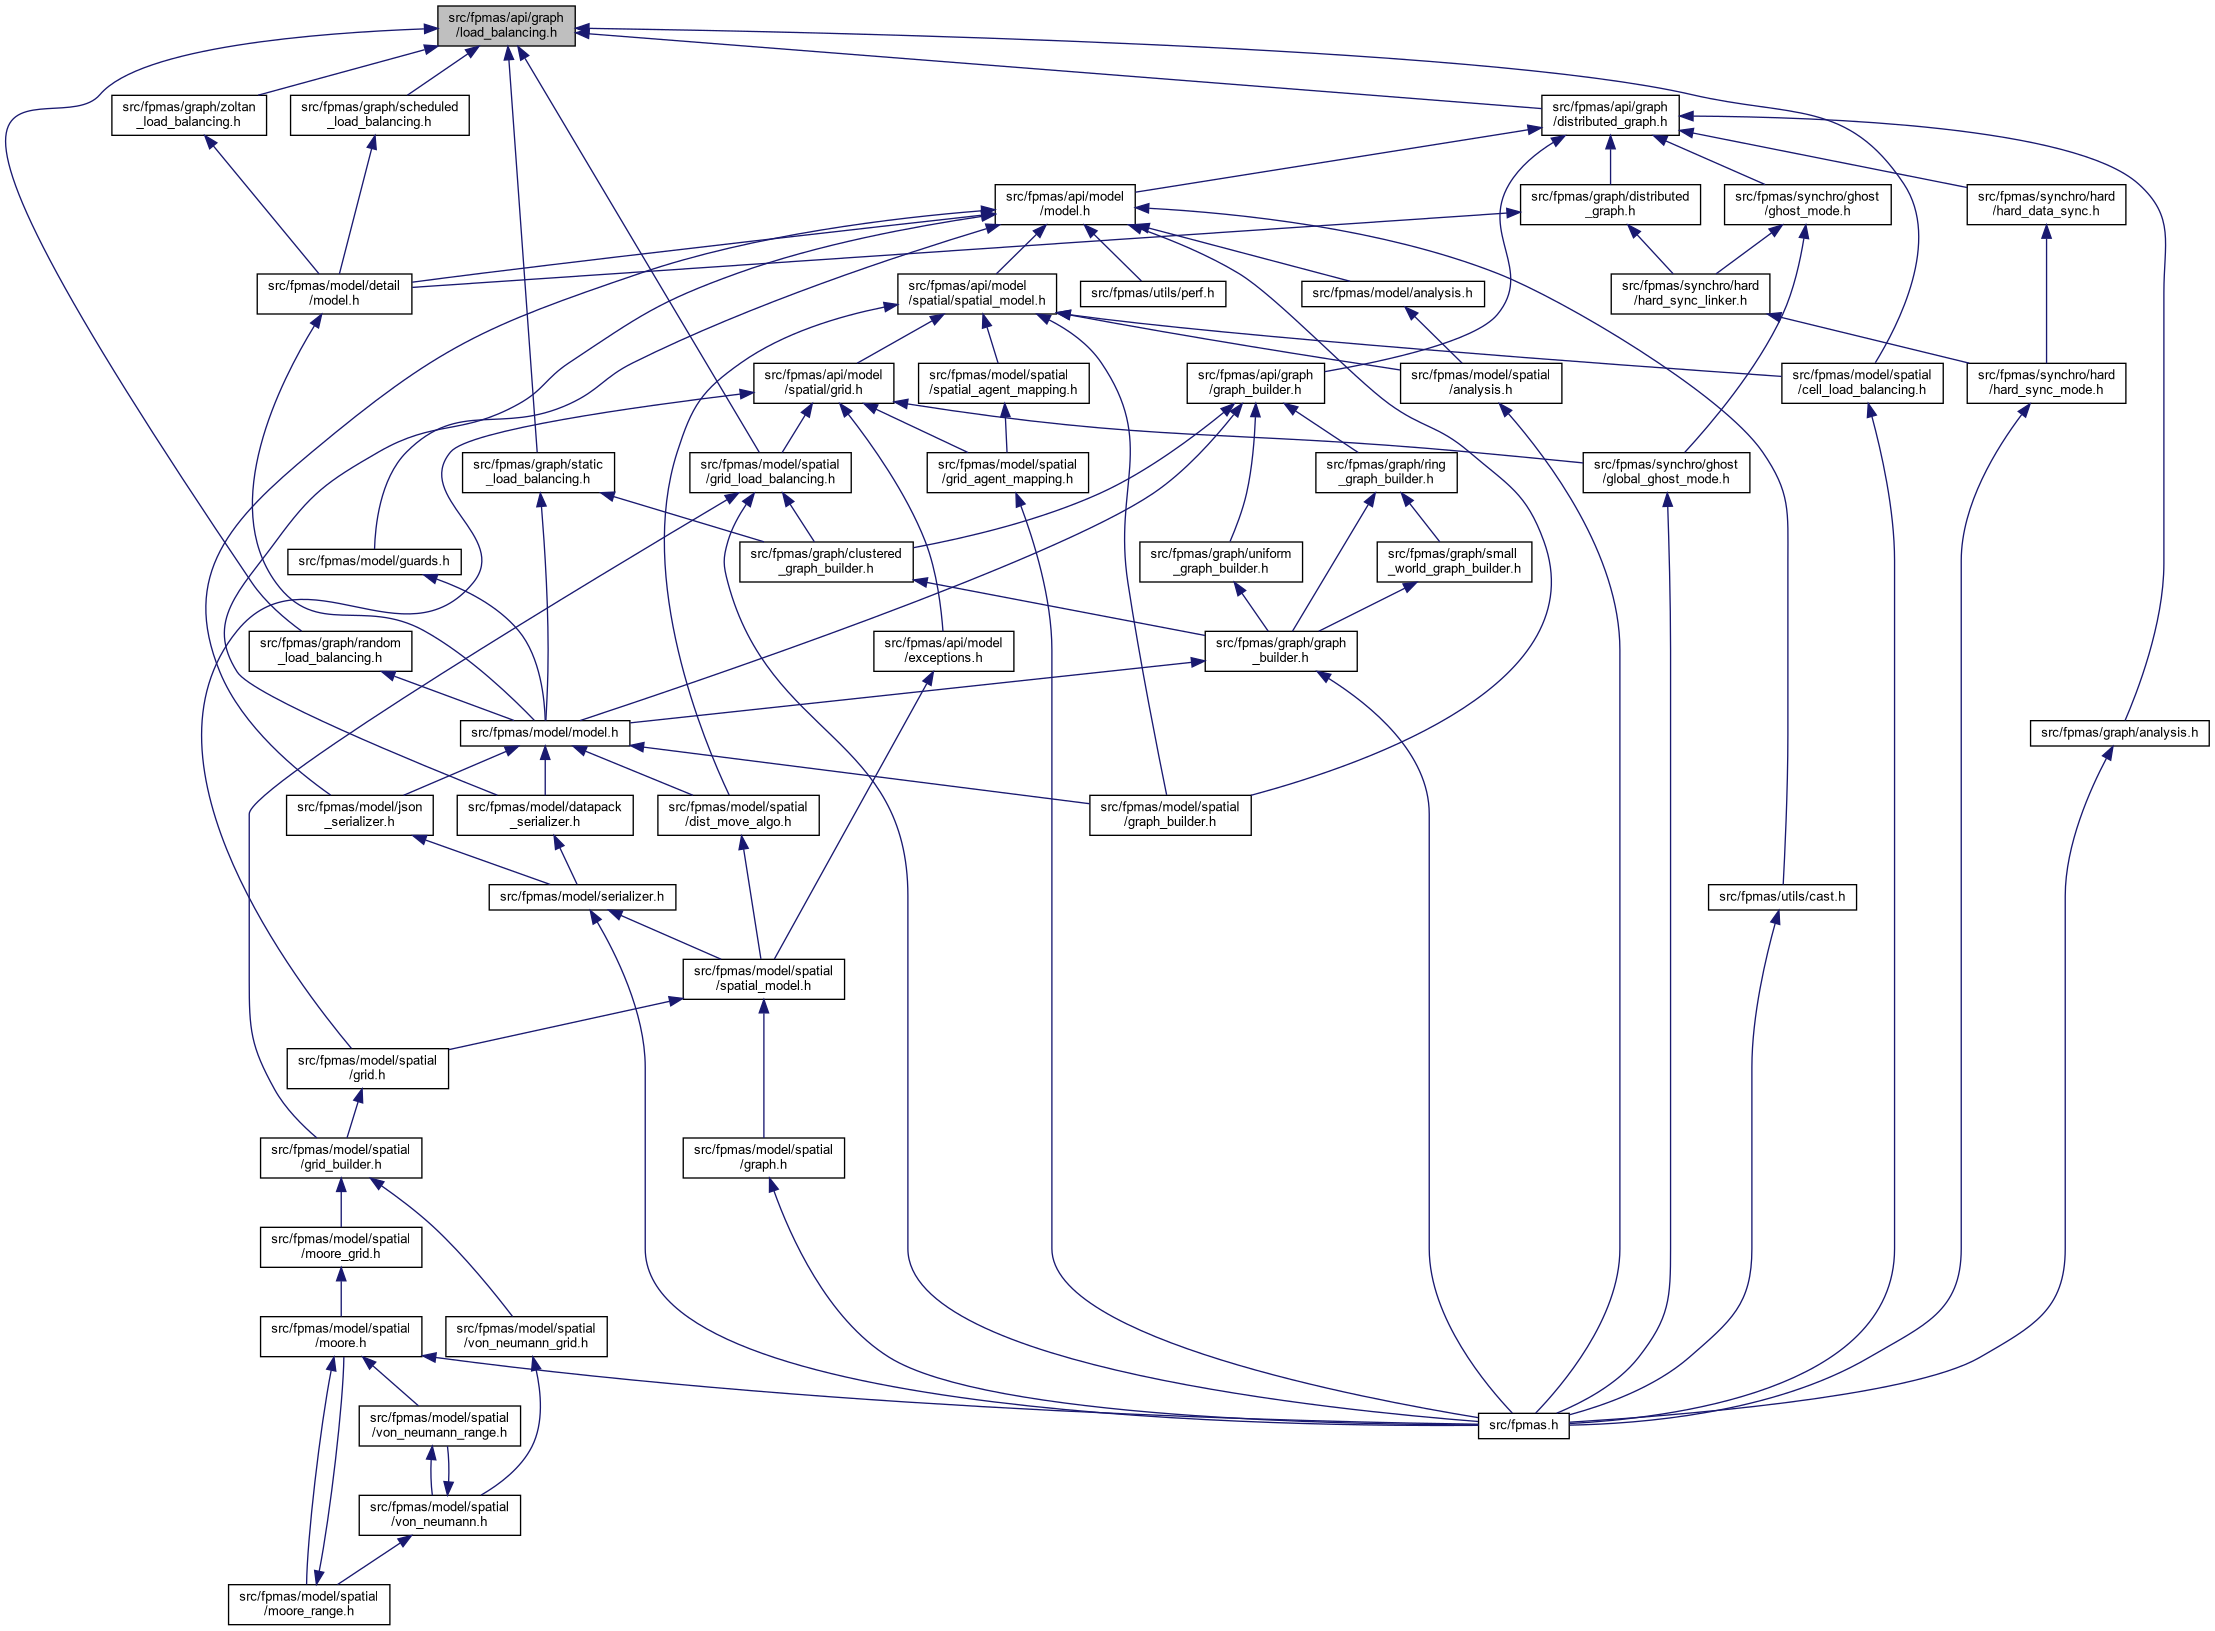 src/fpmas/api/graph
/load_balancing.h
src/fpmas/graph/zoltan
_load_balancing.h
src/fpmas/graph/scheduled
_load_balancing.h
src/fpmas/api/graph
/distributed_graph.h
src/fpmas/api/model
/model.h
src/fpmas/graph/distributed
_graph.h
src/fpmas/synchro/ghost
/ghost_mode.h
src/fpmas/synchro/hard
/hard_data_sync.h
src/fpmas/model/detail
/model.h
src/fpmas/api/model
/spatial/spatial_model.h
src/fpmas/utils/perf.h
src/fpmas/model/analysis.h
src/fpmas/synchro/hard
/hard_sync_linker.h
src/fpmas/api/model
/spatial/grid.h
src/fpmas/model/spatial
/spatial_agent_mapping.h
src/fpmas/api/graph
/graph_builder.h
src/fpmas/model/spatial
/analysis.h
src/fpmas/model/spatial
/cell_load_balancing.h
src/fpmas/synchro/hard
/hard_sync_mode.h
src/fpmas/graph/static
_load_balancing.h
src/fpmas/model/spatial
/grid_load_balancing.h
src/fpmas/model/spatial
/grid_agent_mapping.h
src/fpmas/graph/ring
_graph_builder.h
src/fpmas/synchro/ghost
/global_ghost_mode.h
src/fpmas/model/guards.h
src/fpmas/graph/clustered
_graph_builder.h
src/fpmas/graph/uniform
_graph_builder.h
src/fpmas/graph/small
_world_graph_builder.h
src/fpmas/graph/random
_load_balancing.h
src/fpmas/api/model
/exceptions.h
src/fpmas/graph/graph
_builder.h
src/fpmas/model/model.h
src/fpmas/graph/analysis.h
src/fpmas/model/json
_serializer.h
src/fpmas/model/datapack
_serializer.h
src/fpmas/model/spatial
/dist_move_algo.h
src/fpmas/model/spatial
/graph_builder.h
src/fpmas/model/serializer.h
src/fpmas/utils/cast.h
src/fpmas/model/spatial
/spatial_model.h
src/fpmas/model/spatial
/grid.h
src/fpmas/model/spatial
/grid_builder.h
src/fpmas/model/spatial
/graph.h
src/fpmas/model/spatial
/moore_grid.h
src/fpmas/model/spatial
/moore.h
src/fpmas/model/spatial
/von_neumann_grid.h
src/fpmas/model/spatial
/von_neumann_range.h
src/fpmas.h
src/fpmas/model/spatial
/von_neumann.h
src/fpmas/model/spatial
/moore_range.h